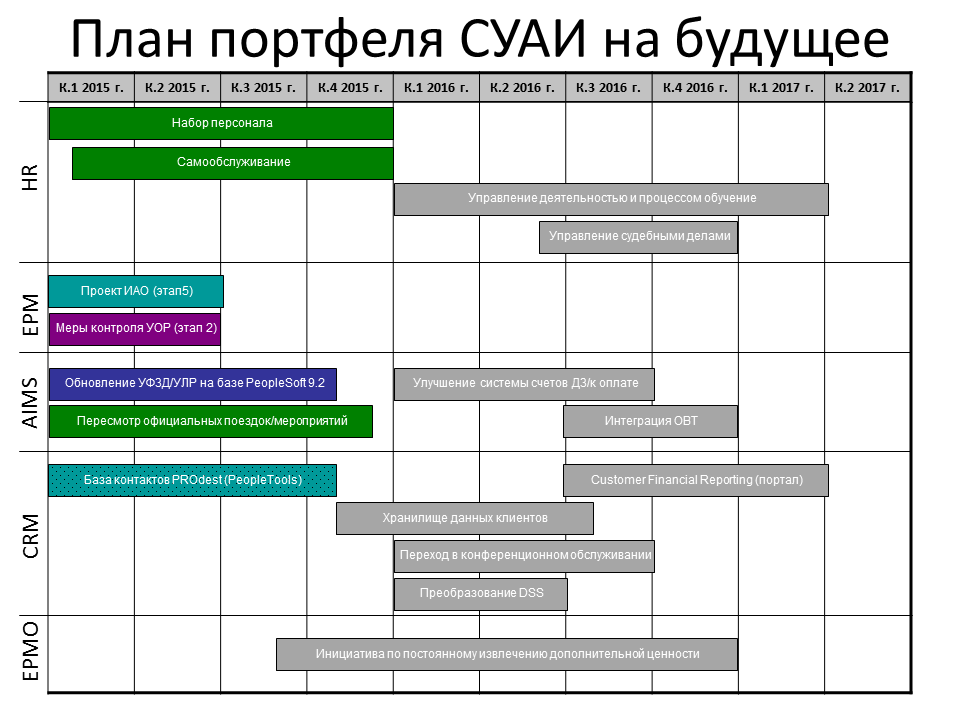 План портфеля СУАИ на будущее
К.1 2015 г. К.2 2015 г. К.3 2015 г. К.4 2015 г. К.1 2016 г. К.2 2016 г. К.3 2016 г. К.4 2016 г. К.1 2017 г. К.2 2017 г.
HR
Набор персонала
Самообслуживание
Управление деятельностью и процессом обучение
Управление судебными делами
EPM
Проект ИАО (этап5)
Меры контроля УОР (этап 2)
AIMS
Обновление УФЗД/УЛР на базе PeopleSoft 9.2
Улучшение системы счетов ДЗ/к оплате
Пересмотр официальных поездок/мероприятий
Интеграция ОВТ
CRM
База контактов PROdest (PeopleTools)
Customer Financial Reporting (портал)
Хранилище данных клиентов
Переход в конференционном обслуживании
Преобразование DSS
EPMO
Инициатива по постоянному извлечению дополнительной ценности